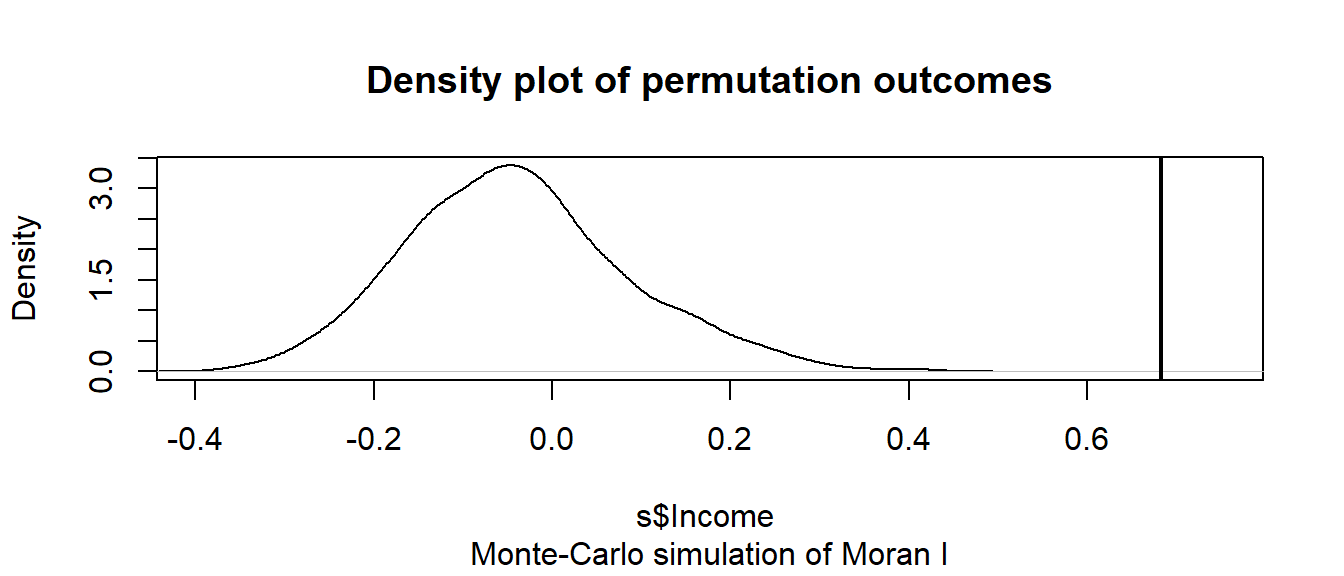 Density plot of permutation outcomes
Density
3.0
1.5
0.0
-0.4 -0.2 0.0 0.2 0.4 0.6
s$Income
Monte-Carlo simulation of Moran I